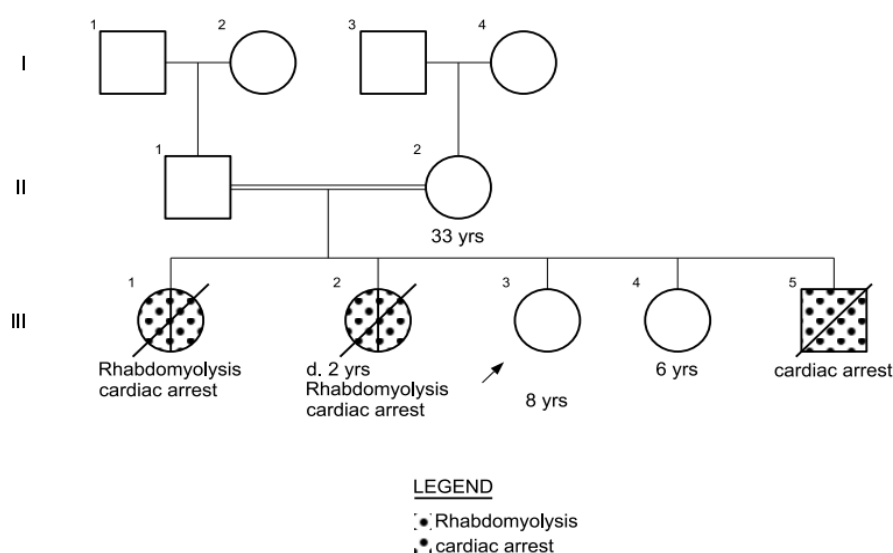 1 2 3 4
I
1 2
II
33 yrs
1 2 3 4 5
III
Rhabdomyolysis
cardiac arrest
d. 2 yrs
Rhabdomyolysis
cardiac arrest
8 yrs
6 yrs
cardiac arrest
LEGEND
Rhabdomyolysis
cardiac arrest